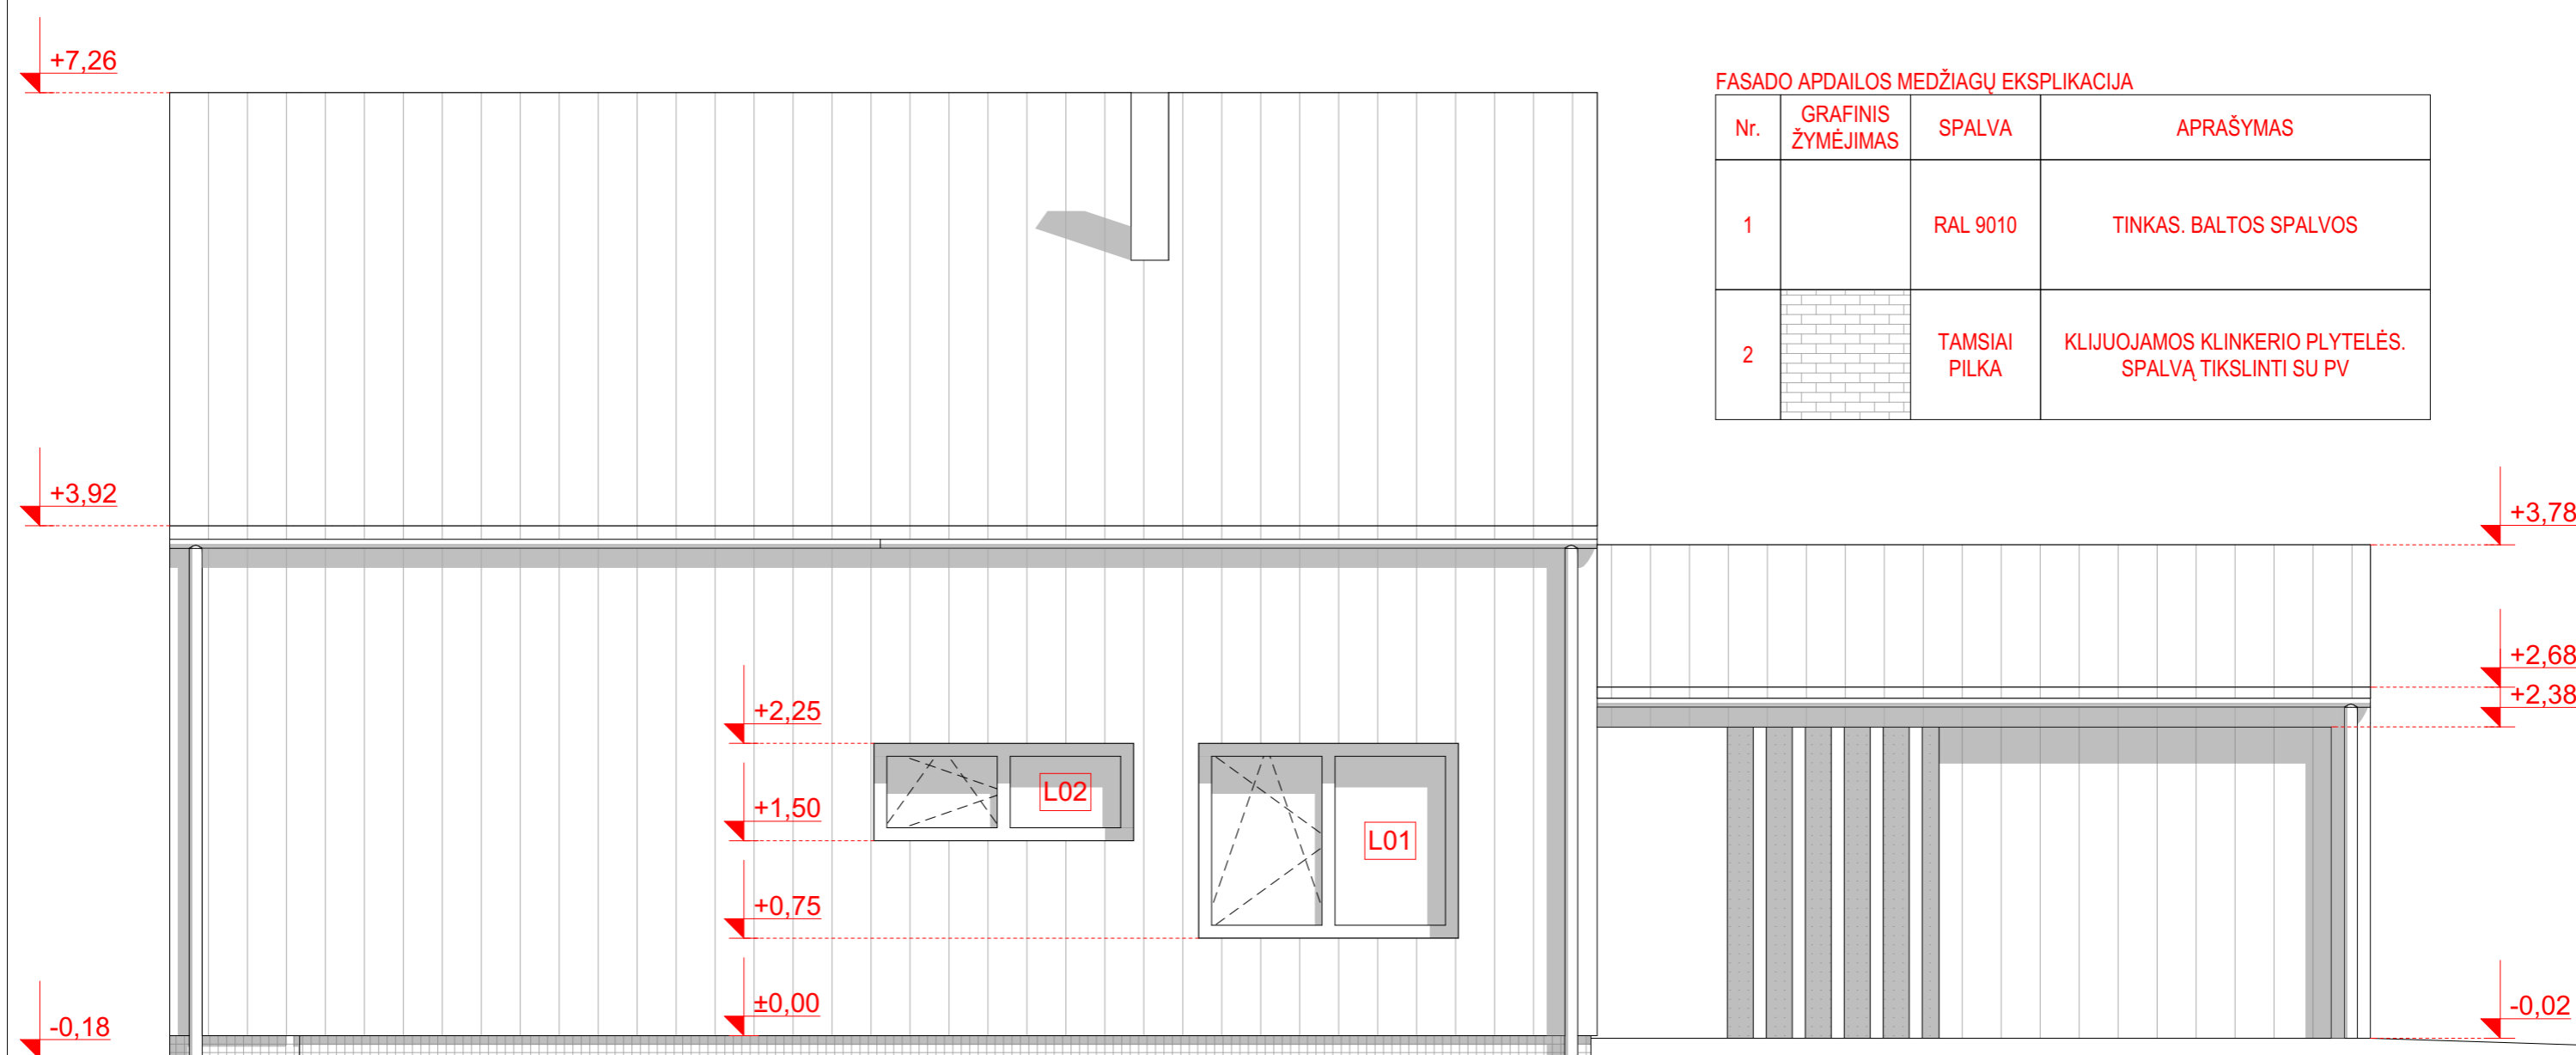 +7,26
FASADO APDAILOS MEDŽIAGŲ EKSPLIKACIJA
Nr.
GRAFINIS
ŽYMĖJIMAS
SPALVA
APRAŠYMAS
1
RAL 9010
TINKAS. BALTOS SPALVOS
2
TAMSIAI
PILKA
KLIJUOJAMOS KLINKERIO PLYTELĖS.
SPALVĄ TIKSLINTI SU PV
+3,92
+3,78
+2,68
+2,38
+2,25
L02
+1,50
L01
+0,75
±0,00
-0,18
-0,02